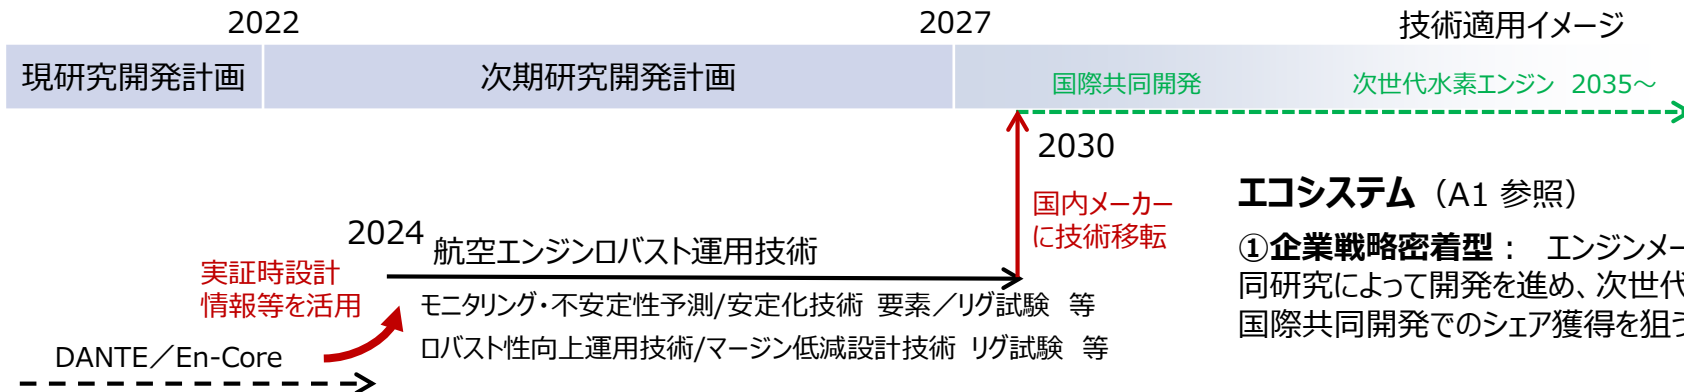 2022
2027
技術適用イメージ
現研究開発計画
次期研究開発計画
国際共同開発
次世代水素エンジン 2035～
2030
国内メーカー
に技術移転
エコシステム（A1 参照）
①企業戦略密着型： エンジンメー
同研究によって開発を進め、次世代
国際共同開発でのシェア獲得を狙う
2024
航空エンジンロバスト運用技術
実証時設計
情報等を活用
モニタリング・不安定性予測/安定化技術 要素／リグ試験 等
ロバスト性向上運用技術/マージン低減設計技術 リグ試験 等
DANTE／En-Core